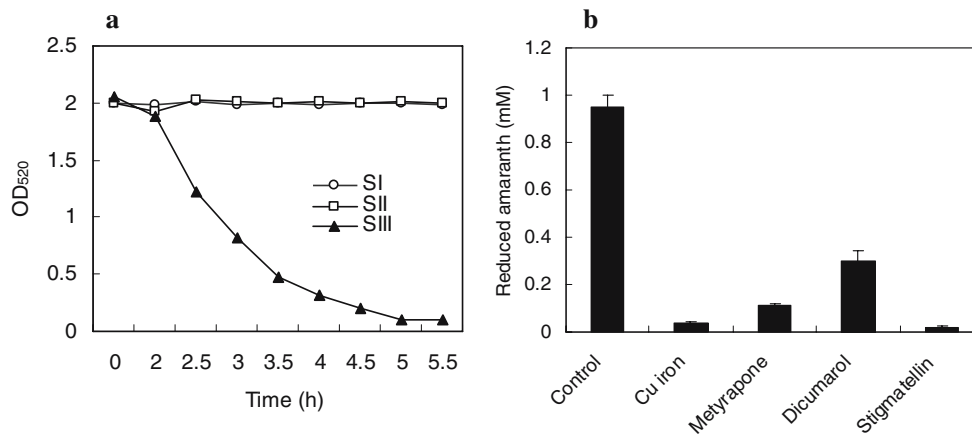 a
2.5
2
1.5
1
0.5
0
OD520
SI
SII
SIII
0 2 2.5 3 3.5 4 4.5 5 5.5
Time (h)
b
1.2
1
0.8
0.6
0.4
0.2
0
Reduced amaranth (mM)
Control
Cu iron
Metyrapone
Dicumarol
Stigmatellin